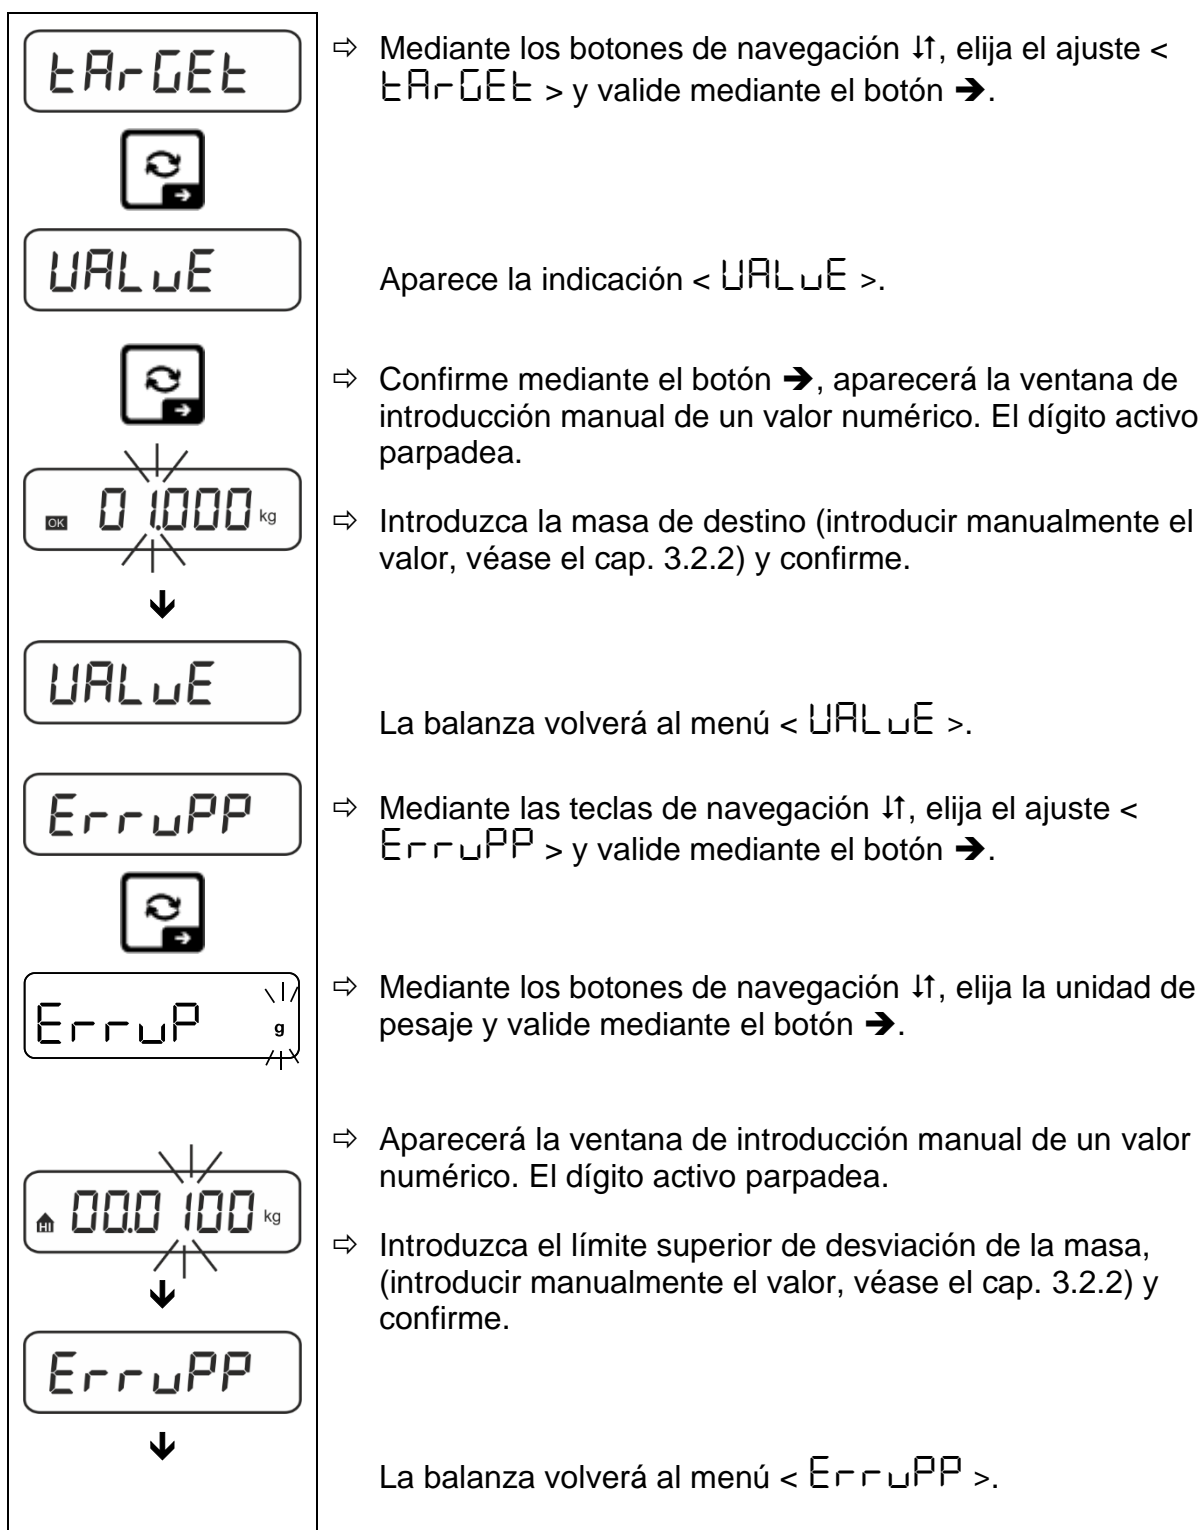 tArGEt
⇨ Mediante los botones de navegación ↓↑, elija el ajuste <
tArGEt > y valide mediante el botón ➔.
VALuE
Aparece la indicación < VALuE >.
⇨ Confirme mediante el botón ➔, aparecerá la ventana de
introducción manual de un valor numérico. El dígito activo
parpadea.
OK 01.000 kg
⇨ Introduzca la masa de destino (introducir manualmente el
valor, véase el cap. 3.2.2) y confirme.
VALuE
La balanza volverá al menú < VALuE >.
ErruPP
⇨ Mediante las teclas de navegación ↓↑, elija el ajuste <
ErruPP > y valide mediante el botón ➔.
ErruP g
⇨ Mediante los botones de navegación ↓↑, elija la unidad de
pesaje y valide mediante el botón ➔.
⇨ Aparecerá la ventana de introducción manual de un valor
numérico. El dígito activo parpadea.
HI 00.0100 kg
⇨ Introduzca el límite superior de desviación de la masa,
(introducir manualmente el valor, véase el cap. 3.2.2) y
confirme.
ErruPP
La balanza volverá al menú < ErruPP >.